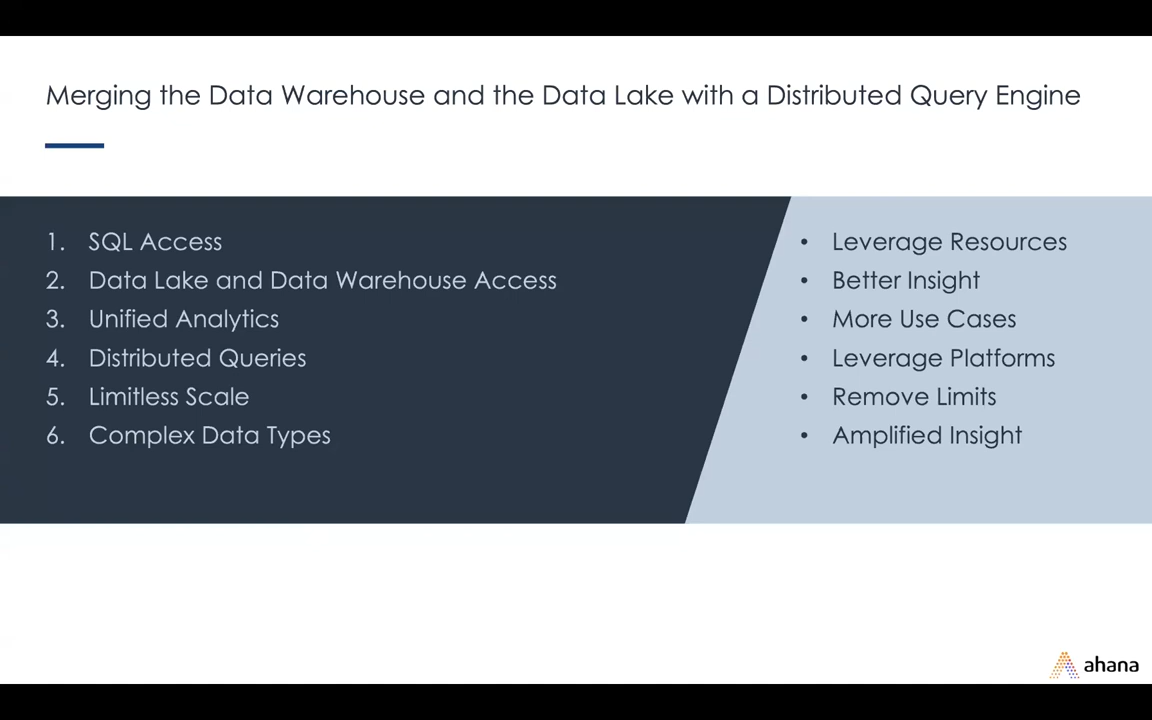 Merging the Data Warehouse and the Data Lake with a Distributed Query Engine
1. SQL Access
2. Data Lake and Data Warehouse Access
3. Unified Analytics
4. Distributed Queries
5. Limitless Scale
6. Complex Data Types
• Leverage Resources
• Better Insight
• More Use Cases
• Leverage Platforms
• Remove Limits
• Amplified Insight
ahana